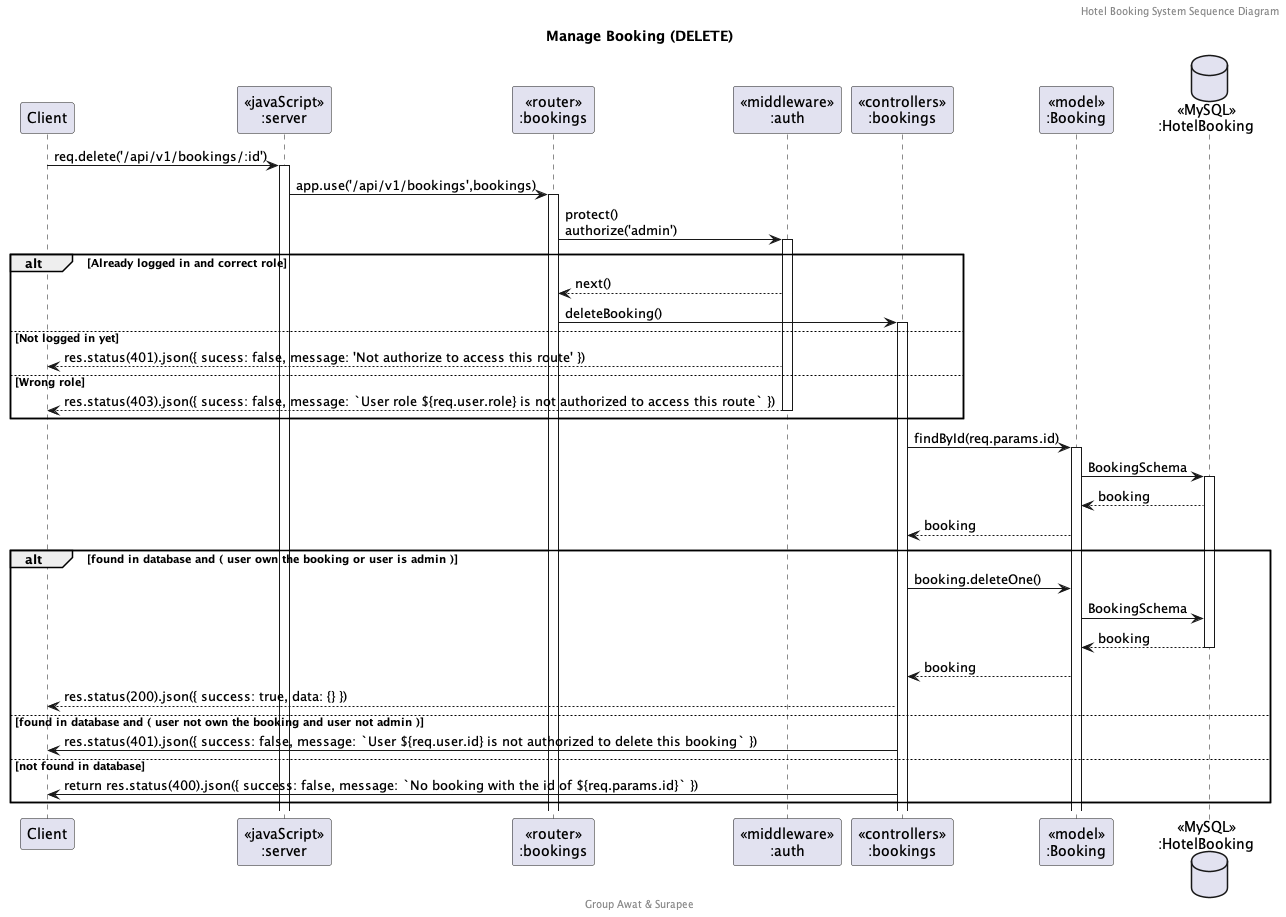 Hotel Booking System Sequence Diagram
Manage Booking (DELETE)
Client
«javaScript»
:server
«router»
:bookings
«middleware»
:auth
«controllers»
:bookings
«model»
:Booking
«MySQL»
:HotelBooking
req.delete('/api/v1/bookings/:id')
app.use('/api/v1/bookings',bookings)
protect()
authorize('admin')
alt [Already logged in and correct role]
next()
deleteBooking()
[Not logged in yet]
res.status(401).json({ sucess: false, message: 'Not authorize to access this route' })
[Wrong role]
res.status(403).json({ sucess: false, message: `User role ${req.user.role} is not authorized to access this route` })
findById(req.params.id)
BookingSchema
booking
booking
alt [found in database and ( user own the booking or user is admin )]
booking.deleteOne()
BookingSchema
booking
booking
res.status(200).json({ success: true, data: {} })
[found in database and ( user not own the booking and user not admin )]
res.status(401).json({ success: false, message: `User ${req.user.id} is not authorized to delete this booking` })
[not found in database]
return res.status(400).json({ success: false, message: `No booking with the id of ${req.params.id}` })
Client
«javaScript»
:server
«router»
:bookings
«middleware»
:auth
«controllers»
:bookings
«model»
:Booking
«MySQL»
:HotelBooking
Group Awat & Surapee